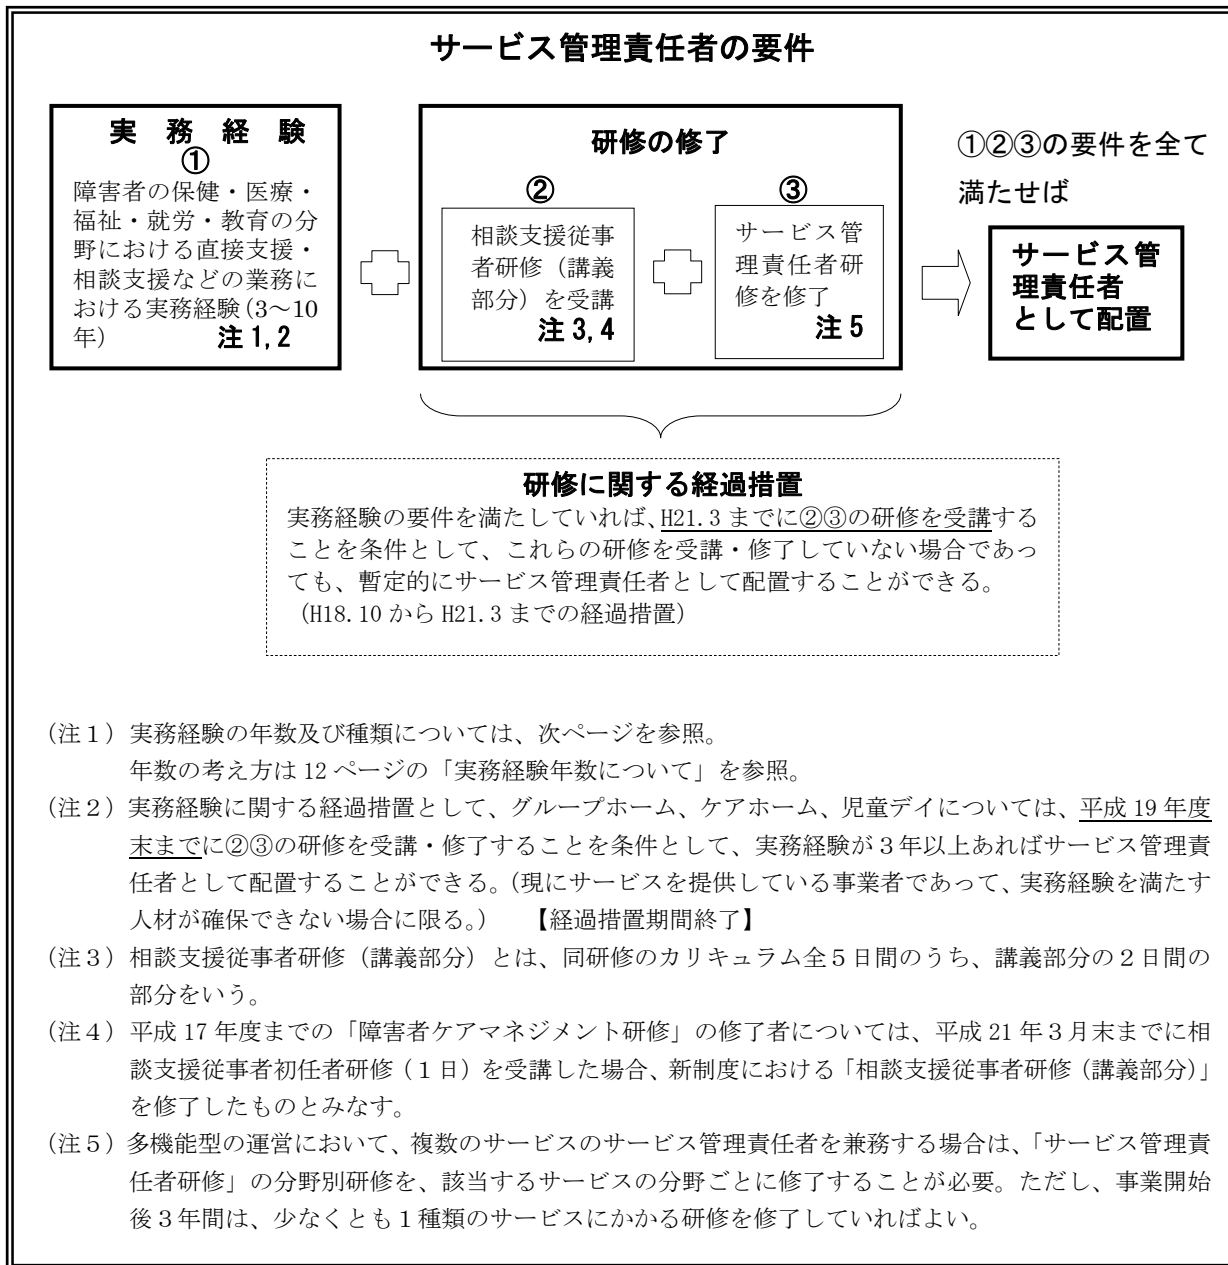 サービス管理責任者の要件
実務経験
①
障害者の保健・医療・
福祉・就労・教育の分
野における直接支援・
相談支援などの業務に
おける実務経験(3～10
年) 注1,2
研修の修了
②
相談支援従事
者研修（講義
部分）を受講
注3,4
③
サービス管
理責任者研
修を修了
注5
①②③の要件を全て
満たせば
サービス管
理責任者
として配置
研修に関する経過措置
実務経験の要件を満たしていれば、H21.3までに②③の研修を受講する
ことを条件として、これらの研修を受講・修了していない場合であっ
ても、暫定的にサービス管理責任者として配置することができる。
（H18.10からH21.3までの経過措置）
（注１）実務経験の年数及び種類については、次ページを参照。
年数の考え方は12ページの「実務経験年数について」を参照。
（注２）実務経験に関する経過措置として、グループホーム、ケアホーム、児童デイについては、平成19年度
末までに②③の研修を受講・修了することを条件として、実務経験が３年以上あればサービス管理責
任者として配置することができる。（現にサービスを提供している事業者であって、実務経験を満たす
人材が確保できない場合に限る。） 【経過措置期間終了】
（注３）相談支援従事者研修（講義部分）とは、同研修のカリキュラム全５日間のうち、講義部分の２日間の
部分をいう。
（注４）平成17年度までの「障害者ケアマネジメント研修」の修了者については、平成21年３月末までに相
談支援従事者初任者研修（１日）を受講した場合、新制度における「相談支援従事者研修（講義部分）」
を修了したものとみなす。
（注５）多機能型の運営において、複数のサービスのサービス管理責任者を兼務する場合は、「サービス管理責
任者研修」の分野別研修を、該当するサービスの分野ごとに修了することが必要。ただし、事業開始
後３年間は、少なくとも１種類のサービスにかかる研修を修了していればよい。